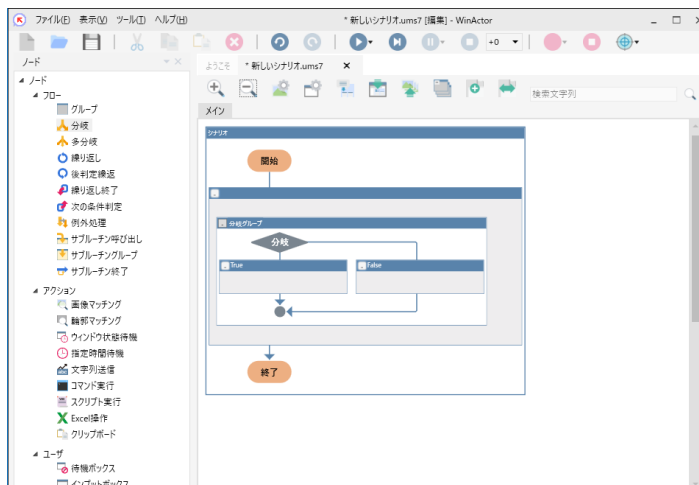 ファイル(F) 表示(V) ツール(T) ヘルプ(H)
* 新しいシナリオ.ums7 [編集] - WinActor
+0
ノード
ようこそ
* 新しいシナリオ.ums7
検索文字列
メイン
ノード
フロー
グループ
分岐
多分岐
繰り返し
後判定繰返
繰り返し終了
次の条件判定
例外処理
サブルーチン呼び出し
サブルーチングループ
サブルーチン終了
アクション
画像マッチング
輪郭マッチング
ウィンドウ状態待機
指定時間待機
文字列送信
コマンド実行
スクリプト実行
Excel操作
クリップボード
ユーザ
待機ボックス
インプットボックス
シナリオ
開始
分岐グループ
分岐
True
False
終了